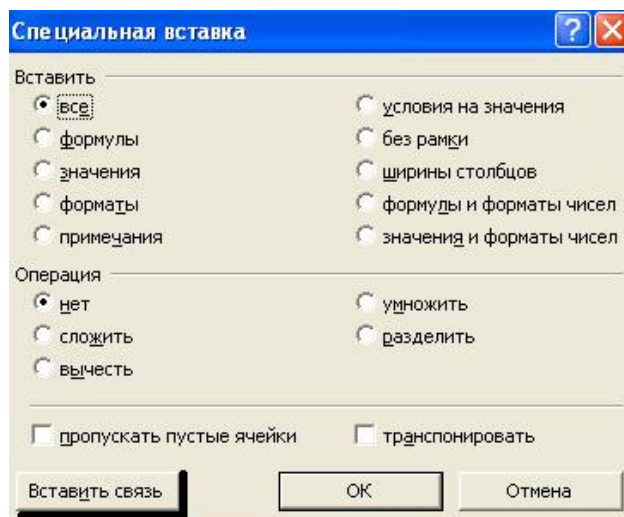 Специальная вставка
Вставить
все
условия на значения
формулы
без рамки
значения
ширины столбцов
форматы
формулы и форматы чисел
примечания
значения и форматы чисел
Операция
нет
умножить
сложить
разделить
вычесть
пропускать пустые ячейки
транспонировать
Вставить связь
ОК
Отмена